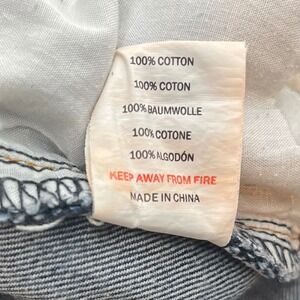 100% COTTON
100% COTON
100% BAUMWOLLE
100% COTONE
100% ALGODÓN
KEEP AWAY FROM FIRE
MADE IN CHINA